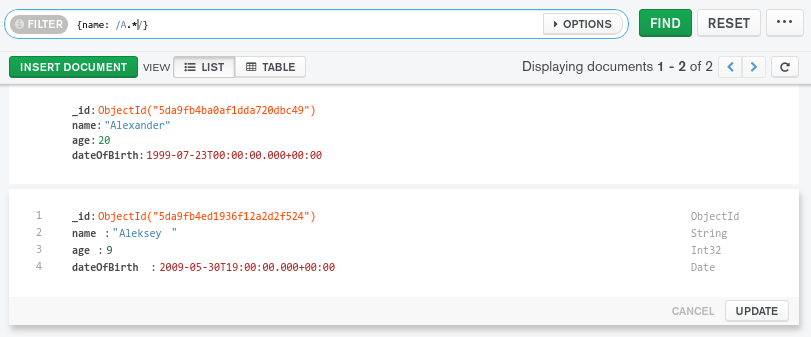 FILTER {name: /A.*/} OPTIONS FIND RESET ...
INSERT DOCUMENT VIEW LIST TABLE Displaying documents 1 - 2 of 2
_id:ObjectId("5da9fb4ba0af1dda720dbc49")
name:"Alexander"
age:20
dateOfBirth:1999-07-23T00:00:00.000+00:00
1 _id:ObjectId("5da9fb4ed1936f12a2d2f524") ObjectId
2 name :"Aleksey " String
3 age :9 Int32
4 dateOfBirth :2009-05-30T19:00:00.000+00:00 Date
CANCEL UPDATE